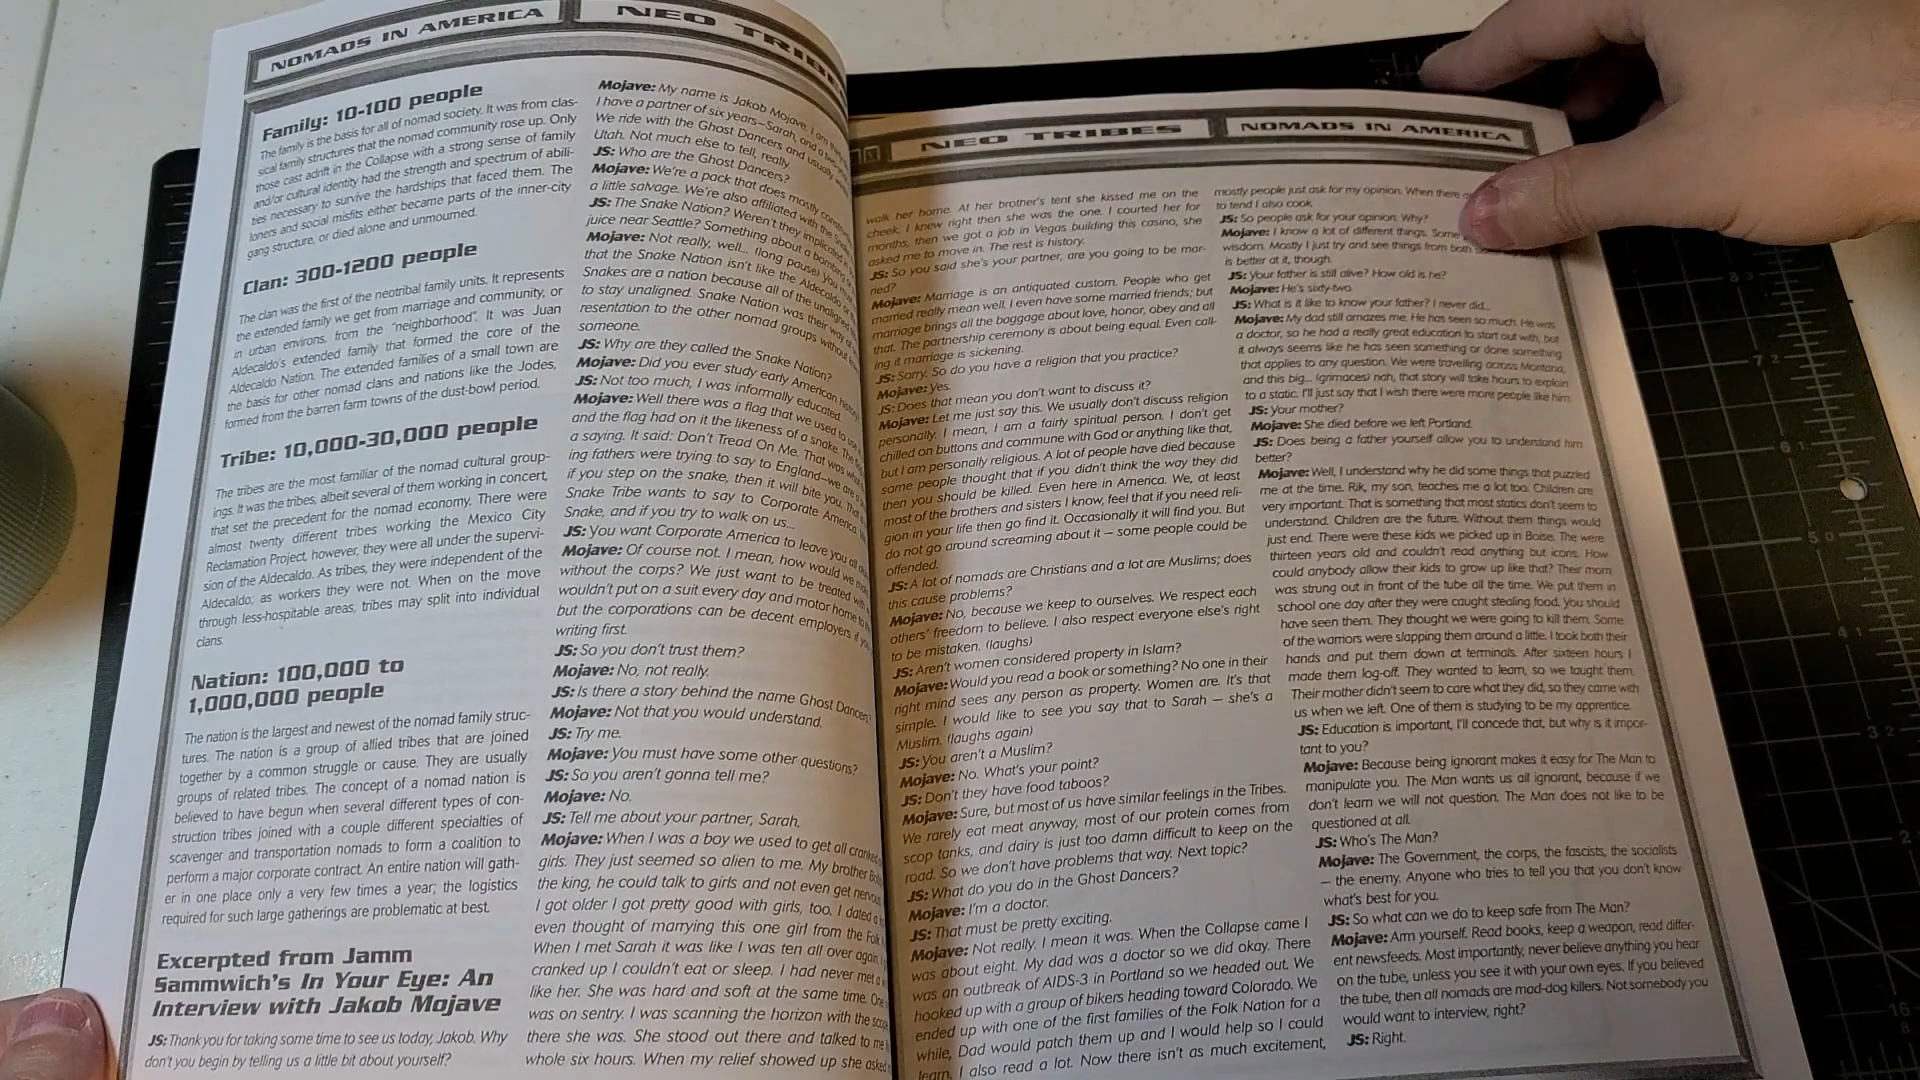 NOMADS IN AMERICA
NEO TRIBE
Family: 10-100 people
The family is the basis for all of nomad society. It was from clas-
sical family structures that the nomad community rose up. Only
those cast adrift in the Collapse with a strong sense of family
and/or cultural identity had the strength and spectrum of abili-
ties necessary to survive the hardships that faced them. The
loners and social misfits either became parts of the inner-city
gang structure, or died alone and unmourned.
Clan: 300-1200 people
The clan was the first of the neotribal family units. It represents
the extended family we get from marriage and community, or
in urban environs, from the "neighborhood". It was Juan
Aldecaldo's extended family that formed the core of the
Aldecaldo Nation. The extended families of a small town are
the basis for other nomad clans and nations like the Jodes,
formed from the barren farm towns of the dust-bowl period.
Tribe: 10,000-30,000 people
The tribes are the most familiar of the nomad cultural group-
ings. It was the tribes, albeit several of them working in concert,
that set the precedent for the nomad economy. There were
almost twenty different tribes working the Mexico City
Reclamation Project, however, they were all under the supervi-
sion of the Aldecaldo. As tribes, they were independent of the
Aldecaldo; as workers they were not. When on the move
through less-hospitable areas, tribes may split into individual
clans.
Nation: 100,000 to
1,000,000 people
The nation is the largest and newest of the nomad family struc-
tures. The nation is a group of allied tribes that are joined
together by a common struggle or cause. They are usually
groups of related tribes. The concept of a nomad nation is
believed to have begun when several different types of con-
struction tribes joined with a couple different specialties of
scavenger and transportation nomads to form a coalition to
perform a major corporate contract. An entire nation will gath-
er in one place only a very few times a year; the logistics
required for such large gatherings are problematic at best.
Excerpted from Jamm
Sammwich's In Your Eye: An
Interview with Jakob Mojave
JS: Thank you for taking some time to see us today, Jakob. Why
don't you begin by telling us a little bit about yourself?
Mojave: My name is Jakob Mojave. I am
I have a partner of six years—Sarah, and a
We ride with the Ghost Dancers and usually
Utah. Not much else to tell, really.
JS: Who are the Ghost Dancers?
Mojave: We're a pack that does mostly
a little salvage. We're also affiliated with the
JS: The Snake Nation? Weren't they implicated
juice near Seattle? Something about a bombing
Mojave: Not really, well... (long pause) You
that the Snake Nation isn't like the Aldecaldo
Snakes are a nation because all of the unaligned
to stay unaligned. Snake Nation was their way
resentation to the other nomad groups without
someone.
JS: Why are they called the Snake Nation?
Mojave: Did you ever study early American history?
JS: Not too much, I was informally educated.
Mojave: Well there was a flag that we used to
and the flag had on it the likeness of a snake. The
a saying. It said: Don't Tread On Me. That was
ing fathers were trying to say to England—we are
if you step on the snake, then it will bite you. That
Snake Tribe wants to say to Corporate America.
Snake, and if you try to walk on us...
JS: You want Corporate America to leave you all
Mojave: Of course not. I mean, how would we
without the corps? We just want to be treated with
wouldn't put on a suit every day and motor home to
but the corporations can be decent employers if
writing first.
JS: So you don't trust them?
Mojave: No, not really.
JS: Is there a story behind the name Ghost Dancers?
Mojave: Not that you would understand.
JS: Try me.
Mojave: You must have some other questions?
JS: So you aren't gonna tell me?
Mojave: No.
JS: Tell me about your partner, Sarah.
Mojave: When I was a boy we used to get all cranked
girls. They just seemed so alien to me. My brother
the king, he could talk to girls and not even get nervous
I got older I got pretty good with girls, too. I dated a
even thought of marrying this one girl from the Folk
When I met Sarah it was like I was ten all over again.
cranked up I couldn't eat or sleep. I had never met a
like her. She was hard and soft at the same time. One
was on sentry. I was scanning the horizon with the scope
there she was. She stood out there and talked to me
whole six hours. When my relief showed up she asked
NEO TRIBES
NOMADS IN AMERICA
walk her home. At her brother's tent she kissed me on the
cheek. I knew right then she was the one. I courted her for
months, then we got a job in Vegas building this casino, she
asked me to move in. The rest is history.
JS: So you said she's your partner, are you going to be mar-
ried?
Mojave: Marriage is an antiquated custom. People who get
married really mean well. I even have some married friends; but
marriage brings all the baggage about love, honor, obey and all
that. The partnership ceremony is about being equal. Even call-
ing it marriage is sickening.
JS: Sorry. So do you have a religion that you practice?
Mojave: Yes.
JS: Does that mean you don't want to discuss it?
Mojave: Let me just say this. We usually don't discuss religion
personally. I mean, I am a fairly spiritual person. I don't get
chilled on buttons and commune with God or anything like that,
but I am personally religious. A lot of people have died because
some people thought that if you didn't think the way they did
then you should be killed. Even here in America. We, at least
most of the brothers and sisters I know, feel that if you need reli-
gion in your life then go find it. Occasionally it will find you. But
do not go around screaming about it — some people could be
offended.
JS: A lot of nomads are Christians and a lot are Muslims; does
this cause problems?
Mojave: No, because we keep to ourselves. We respect each
others' freedom to believe. I also respect everyone else's right
to be mistaken. (laughs)
JS: Aren't women considered property in Islam?
Mojave: Would you read a book or something? No one in their
right mind sees any person as property. Women are. It's that
simple. I would like to see you say that to Sarah — she's a
Muslim. (laughs again)
JS: You aren't a Muslim?
Mojave: No. What's your point?
JS: Don't they have food taboos?
Mojave: Sure, but most of us have similar feelings in the Tribes.
We rarely eat meat anyway, most of our protein comes from
scop tanks, and dairy is just too damn difficult to keep on the
road. So we don't have problems that way. Next topic?
JS: What do you do in the Ghost Dancers?
Mojave: I'm a doctor.
JS: That must be pretty exciting.
Mojave: Not really. I mean it was. When the Collapse came I
was about eight. My dad was a doctor so we did okay. There
was an outbreak of AIDS-3 in Portland so we headed out. We
hooked up with a group of bikers heading toward Colorado. We
ended up with one of the first families of the Folk Nation for a
while, Dad would patch them up and I would help so I could
learn. I also read a lot. Now there isn't as much excitement,
mostly people just ask for my opinion. When there
to tend I also cook.
JS: So people ask for your opinion. Why?
Mojave: I know a lot of different things. Some
wisdom. Mostly I just try and see things from both
is better at it, though.
JS: Your father is still alive? How old is he?
Mojave: He's sixty-two.
JS: What is it like to know your father? I never did...
Mojave: My dad still amazes me. He has seen so much. He was
a doctor, so he had a really great education to start out with, but
it always seems like he has seen something or done something
that applies to any question. We were travelling across Montana,
and this big... (grimaces) nah, that story will take hours to explain
to a static. I'll just say that I wish there were more people like him.
JS: Your mother?
Mojave: She died before we left Portland.
JS: Does being a father yourself allow you to understand him
better?
Mojave: Well, I understand why he did some things that puzzled
me at the time. Rik, my son, teaches me a lot too. Children are
very important. That is something that most statics don't seem to
understand. Children are the future. Without them things would
just end. There were these kids we picked up in Boise. The were
thirteen years old and couldn't read anything but icons. How
could anybody allow their kids to grow up like that? Their mom
was strung out in front of the tube all the time. We put them in
school one day after they were caught stealing food. You should
have seen them. They thought we were going to kill them. Some
of the warriors were slapping them around a little. I took both their
hands and put them down at terminals. After sixteen hours I
made them log-off. They wanted to learn, so we taught them.
Their mother didn't seem to care what they did, so they came with
us when we left. One of them is studying to be my apprentice.
JS: Education is important, I'll concede that, but why is it impor-
tant to you?
Mojave: Because being ignorant makes it easy for The Man to
manipulate you. The Man wants us all ignorant, because if we
don't learn we will not question. The Man does not like to be
questioned at all.
JS: Who's The Man?
Mojave: The Government, the corps, the fascists, the socialists
— the enemy. Anyone who tries to tell you that you don't know
what's best for you.
JS: So what can we do to keep safe from The Man?
Mojave: Arm yourself. Read books, keep a weapon, read differ-
ent newsfeeds. Most importantly, never believe anything you hear
on the tube, unless you see it with your own eyes. If you believed
the tube, then all nomads are mad-dog killers. Not somebody you
would want to interview, right?
JS: Right.